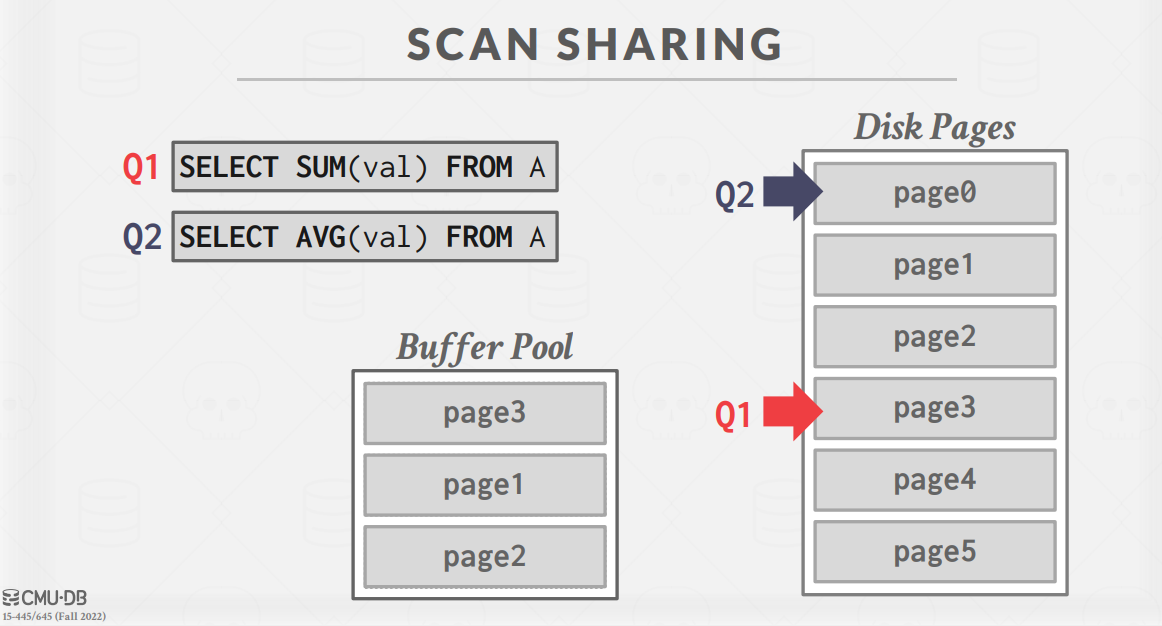 SCAN SHARING
Q1 SELECT SUM(val) FROM A
Q2 SELECT AVG(val) FROM A
Buffer Pool
page3
page1
page2
Disk Pages
Q2 page0
page1
page2
Q1 page3
page4
page5
CMU·DB
15-445/645 (Fall 2022)